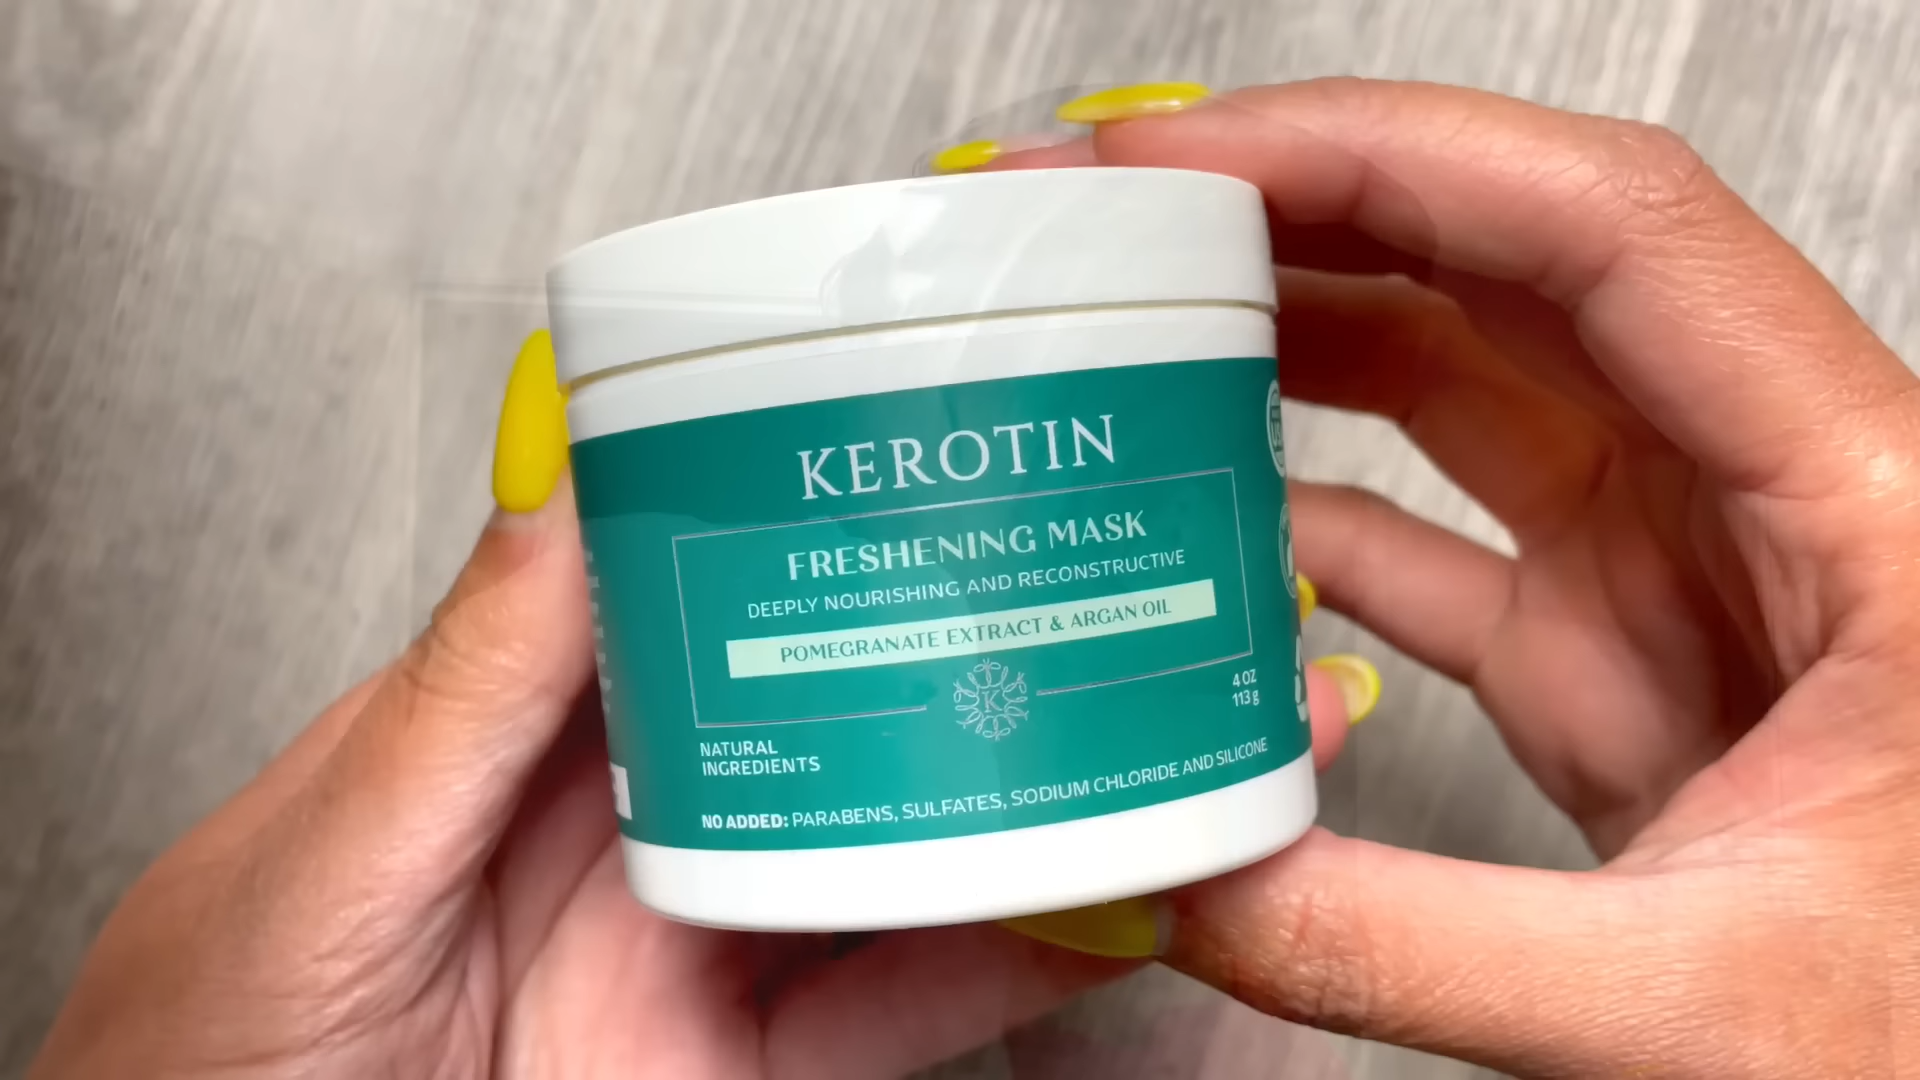 KEROTIN
FRESHENING MASK
DEEPLY NOURISHING AND RECONSTRUCTIVE
POMEGRANATE EXTRACT & ARGAN OIL
K
4 OZ
113 g
NATURAL
INGREDIENTS
NO ADDED: PARABENS, SULFATES, SODIUM CHLORIDE AND SILICONE